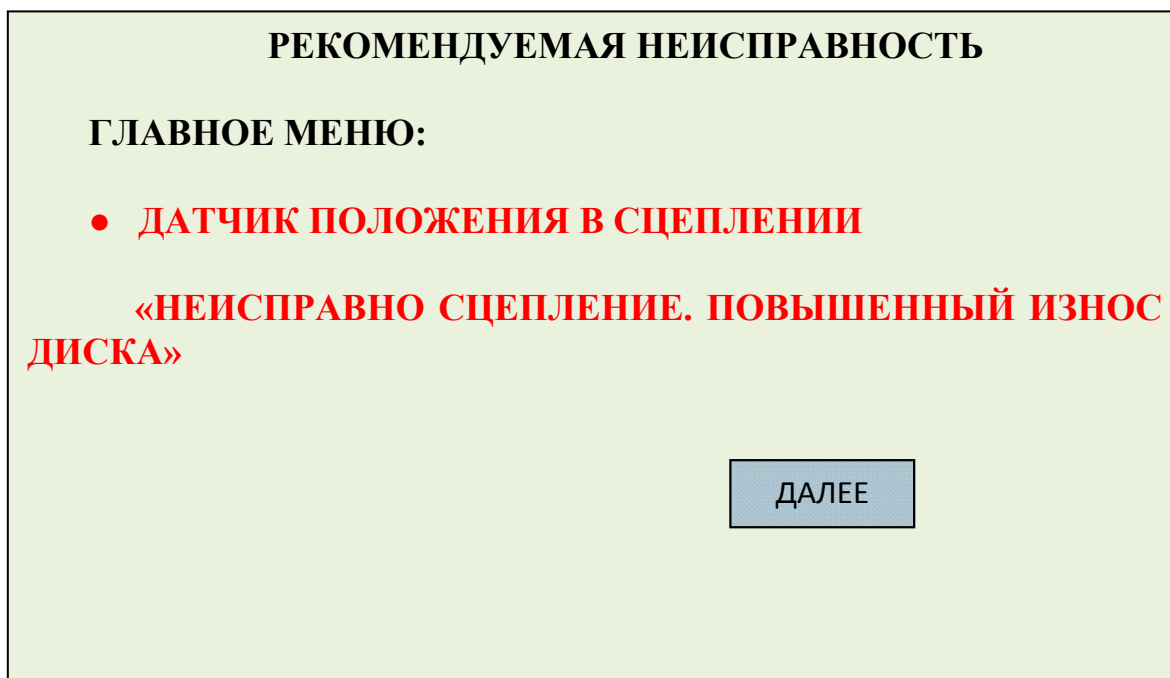 РЕКОМЕНДУЕМАЯ НЕИСПРАВНОСТЬ
ГЛАВНОЕ МЕНЮ:
● ДАТЧИК ПОЛОЖЕНИЯ В СЦЕПЛЕНИИ
«НЕИСПРАВНО СЦЕПЛЕНИЕ. ПОВЫШЕННЫЙ ИЗНОС
ДИСКА»
ДАЛЕЕ